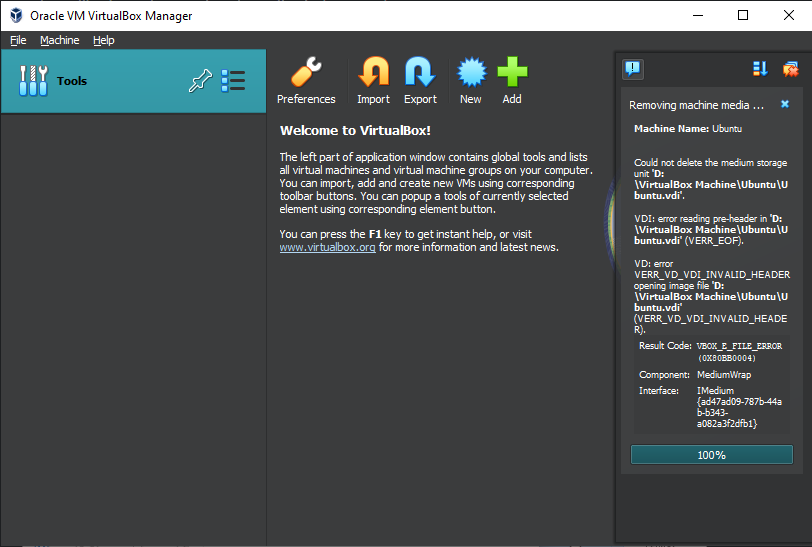 Oracle VM VirtualBox Manager
File Machine Help
Tools
Preferences Import Export New Add
Welcome to VirtualBox!
The left part of application window contains global tools and lists
all virtual machines and virtual machine groups on your computer.
You can import, add and create new VMs using corresponding
toolbar buttons. You can popup a tools of currently selected
element using corresponding element button.
You can press the F1 key to get instant help, or visit
www.virtualbox.org for more information and latest news.
Removing machine media ...
Machine Name: Ubuntu
Could not delete the medium storage
unit 'D:
\VirtualBox Machine\Ubuntu\U
buntu.vdi'.
VDI: error reading pre-header in 'D:
\VirtualBox Machine\Ubuntu\U
buntu.vdi' (VERR_EOF).
VD: error
VERR_VD_VDI_INVALID_HEADER
opening image file 'D:
\VirtualBox Machine\Ubuntu\U
buntu.vdi'
(VERR_VD_VDI_INVALID_HEADE
R).
Result Code: VBOX_E_FILE_ERROR
(0X80BB0004)
Component: MediumWrap
Interface: IMedium
{ad47ad09-787b-44a
b-b343-
a082a3f2dfb1}
100%